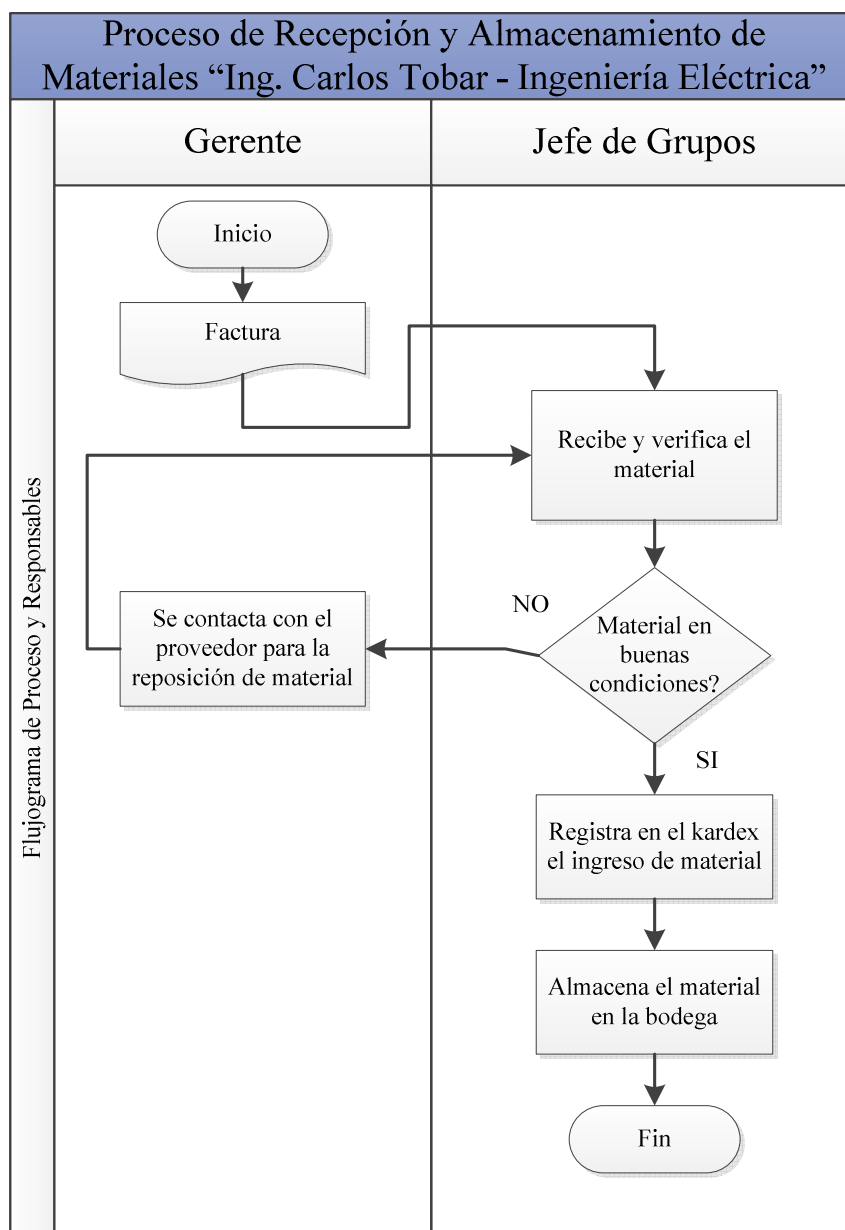 Proceso de Recepción y Almacenamiento de
Materiales “Ing. Carlos Tobar - Ingeniería Eléctrica”
Flujograma de Proceso y Responsables
Gerente
Jefe de Grupos
Inicio
Factura
Recibe y verifica el
material
Material en
buenas
condiciones?
NO
Se contacta con el
proveedor para la
reposición de material
SI
Registra en el kardex
el ingreso de material
Almacena el material
en la bodega
Fin